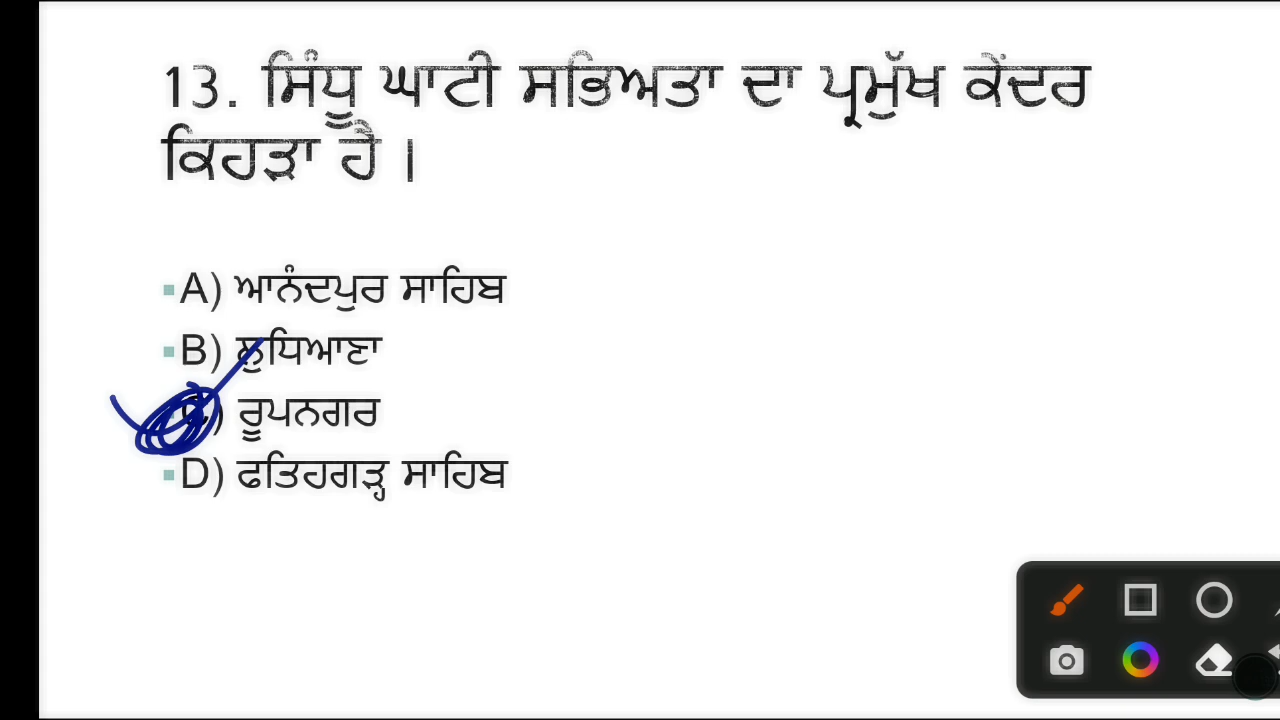 13. ਸਿੰਧੂ ਘਾਟੀ ਸਭਿਅਤਾ ਦਾ ਪ੍ਰਮੁੱਖ ਕੇਂਦਰ
ਕਿਹੜਾ ਹੈ ।
A) ਆਨੰਦਪੁਰ ਸਾਹਿਬ
B) ਲੁਧਿਆਣਾ
C) ਰੂਪਨਗਰ
D) ਫਤਿਹਗੜ੍ਹ ਸਾਹਿਬ